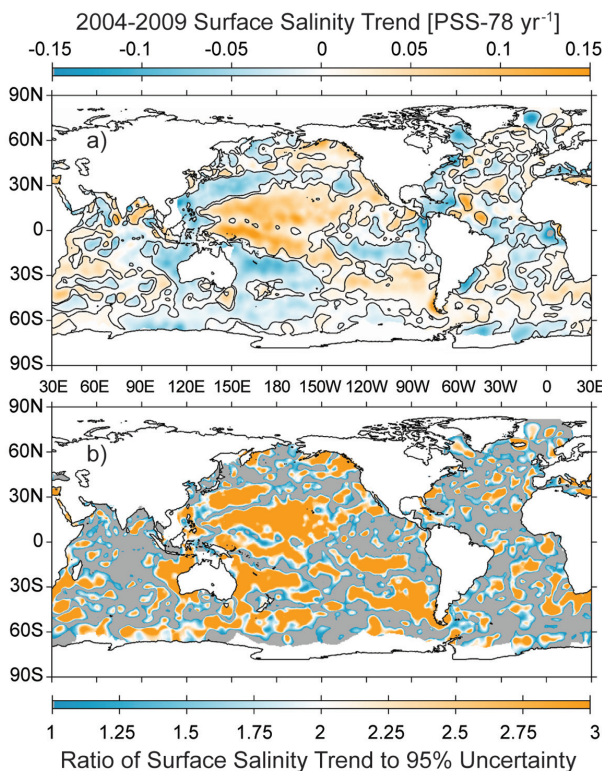 2004-2009 Surface Salinity Trend [PSS-78 yr⁻¹]
-0.15 -0.1 -0.05 0 0.05 0.1 0.15
90N
60N
a)
30N
0
30S
60S
90S
30E 60E 90E 120E 150E 180 150W 120W 90W 60W 30W 0 30E
90N
60N
b)
30N
0
30S
60S
90S
1 1.25 1.5 1.75 2 2.25 2.5 2.75 3
Ratio of Surface Salinity Trend to 95% Uncertainty